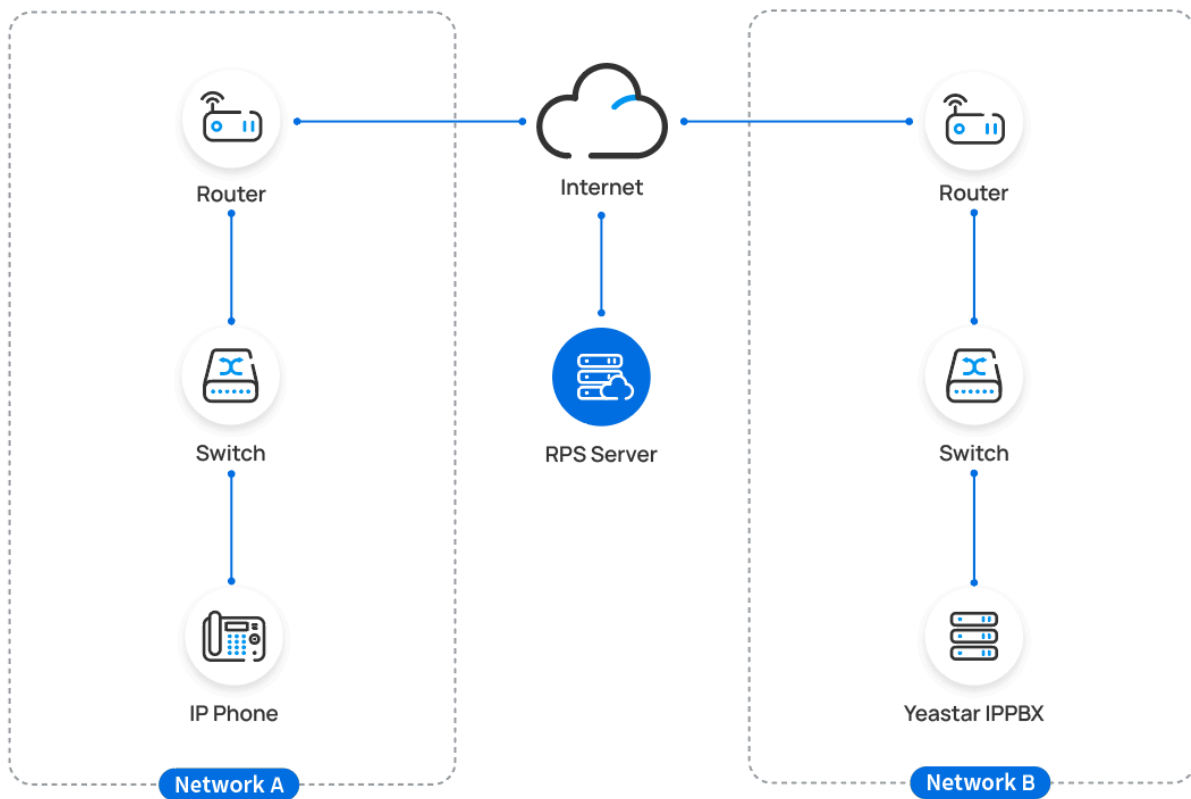 Router
Internet
Router
Switch
RPS Server
Switch
IP Phone
Yeastar IPPBX
Network A
Network B